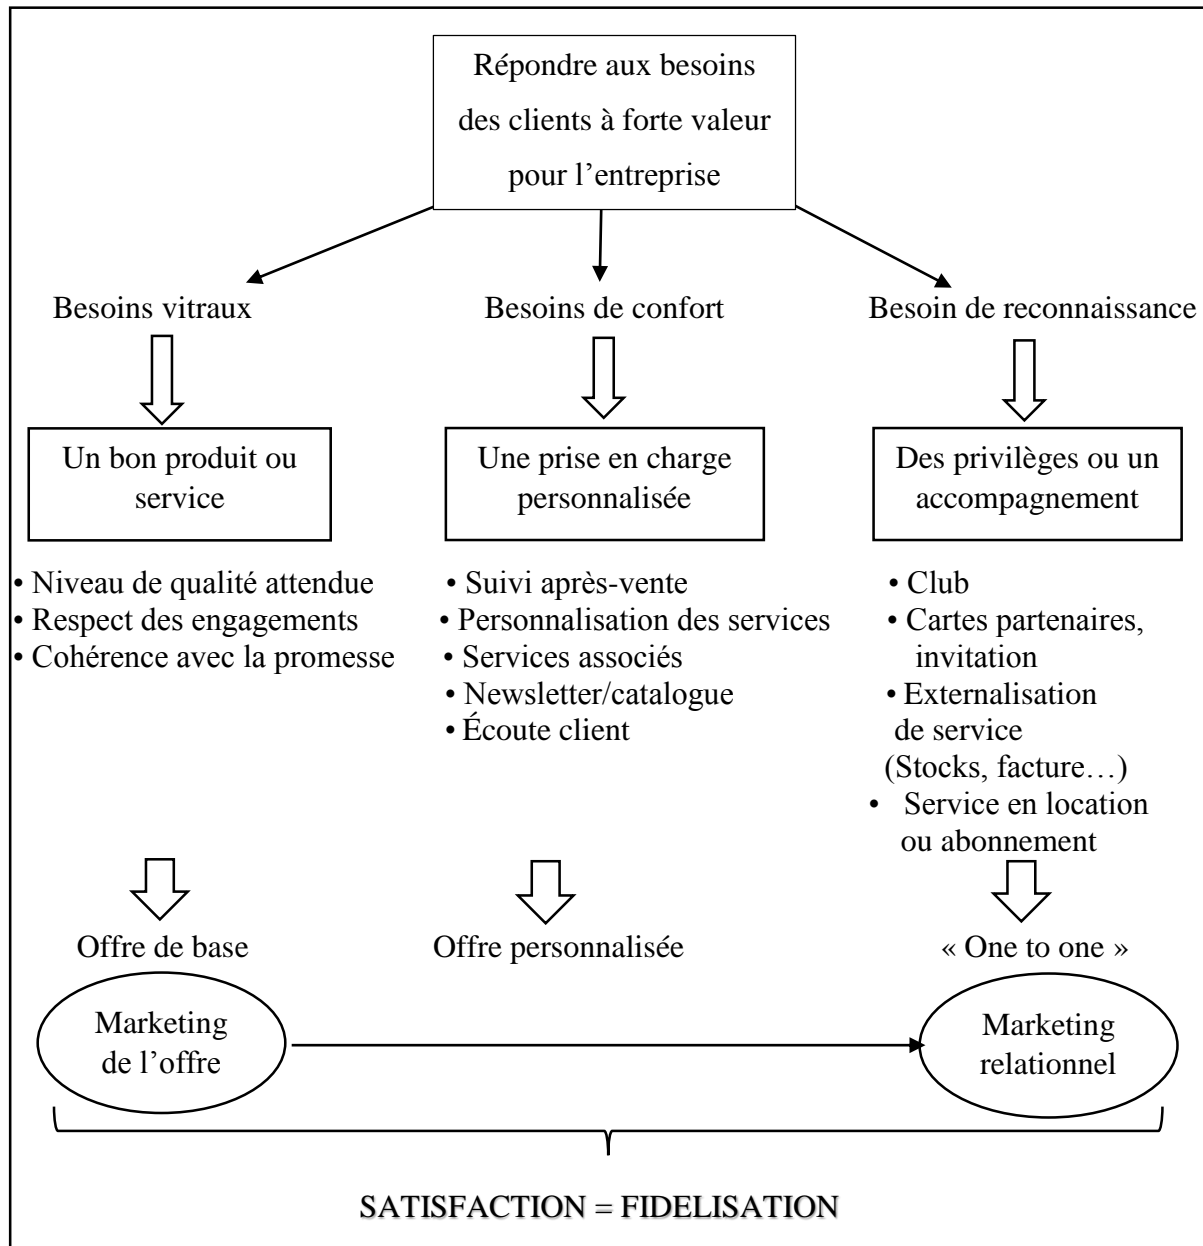 Répondre aux besoins
des clients à forte valeur
pour l’entreprise
Besoins vitraux
Besoins de confort
Besoin de reconnaissance
Un bon produit ou
service
Une prise en charge
personnalisée
Des privilèges ou un
accompagnement
• Niveau de qualité attendue
• Respect des engagements
• Cohérence avec la promesse
• Suivi après-vente
• Personnalisation des services
• Services associés
• Newsletter/catalogue
• Écoute client
• Club
• Cartes partenaires,
invitation
• Externalisation
de service
(Stocks, facture…)
• Service en location
ou abonnement
Offre de base
Offre personnalisée
« One to one »
Marketing
de l’offre
Marketing
relationnel
SATISFACTION = FIDELISATION